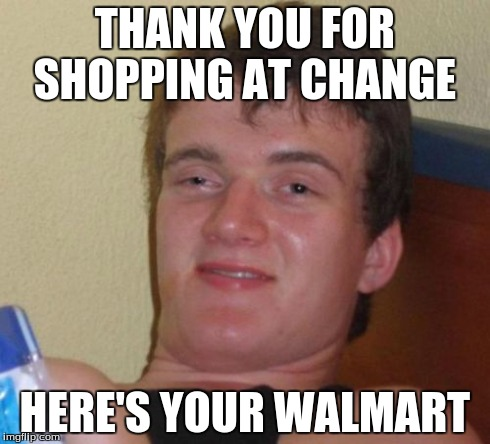 THANK YOU FOR
SHOPPING AT CHANGE
HERE'S YOUR WALMART
imgflip.com